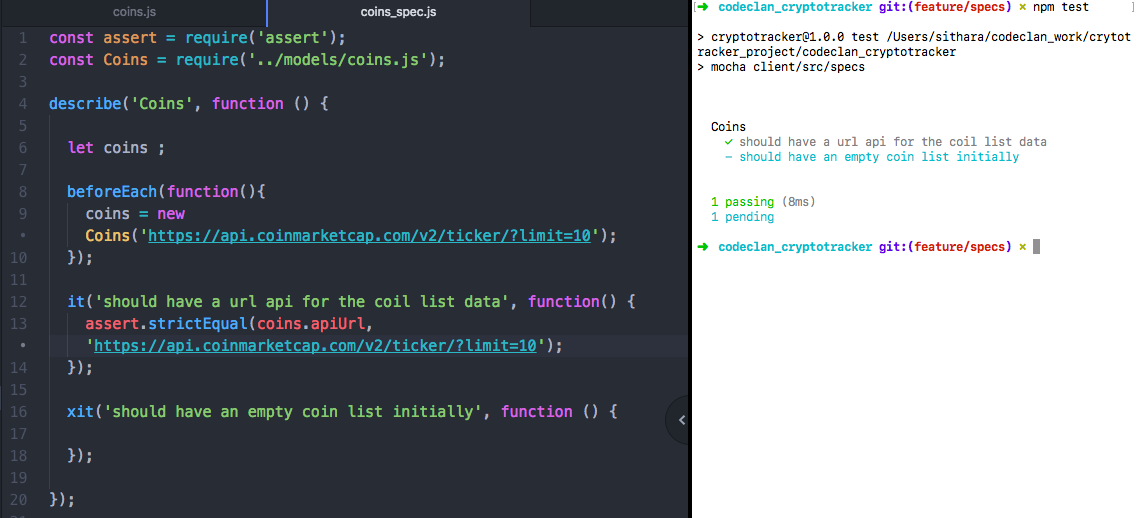 coins.js
coins_spec.js
1 const assert = require('assert');
2 const Coins = require('../models/coins.js');
3
4 describe('Coins', function () {
5
6 let coins ;
7
8 beforeEach(function(){
9 coins = new
• Coins('https://api.coinmarketcap.com/v2/ticker/?limit=10');
10 });
11
12 it('should have a url api for the coil list data', function() {
13 assert.strictEqual(coins.apiUrl,
• 'https://api.coinmarketcap.com/v2/ticker/?limit=10');
14 });
15
16 xit('should have an empty coin list initially', function () {
17
18 });
19
20 });
[➜ codeclan_cryptotracker git:(feature/specs) × npm test ]
> cryptotracker@1.0.0 test /Users/sithara/codeclan_work/crytot
racker_project/codeclan_cryptotracker
> mocha client/src/specs
Coins
✓ should have a url api for the coil list data
– should have an empty coin list initially
1 passing (8ms)
1 pending
➜ codeclan_cryptotracker git:(feature/specs) ×